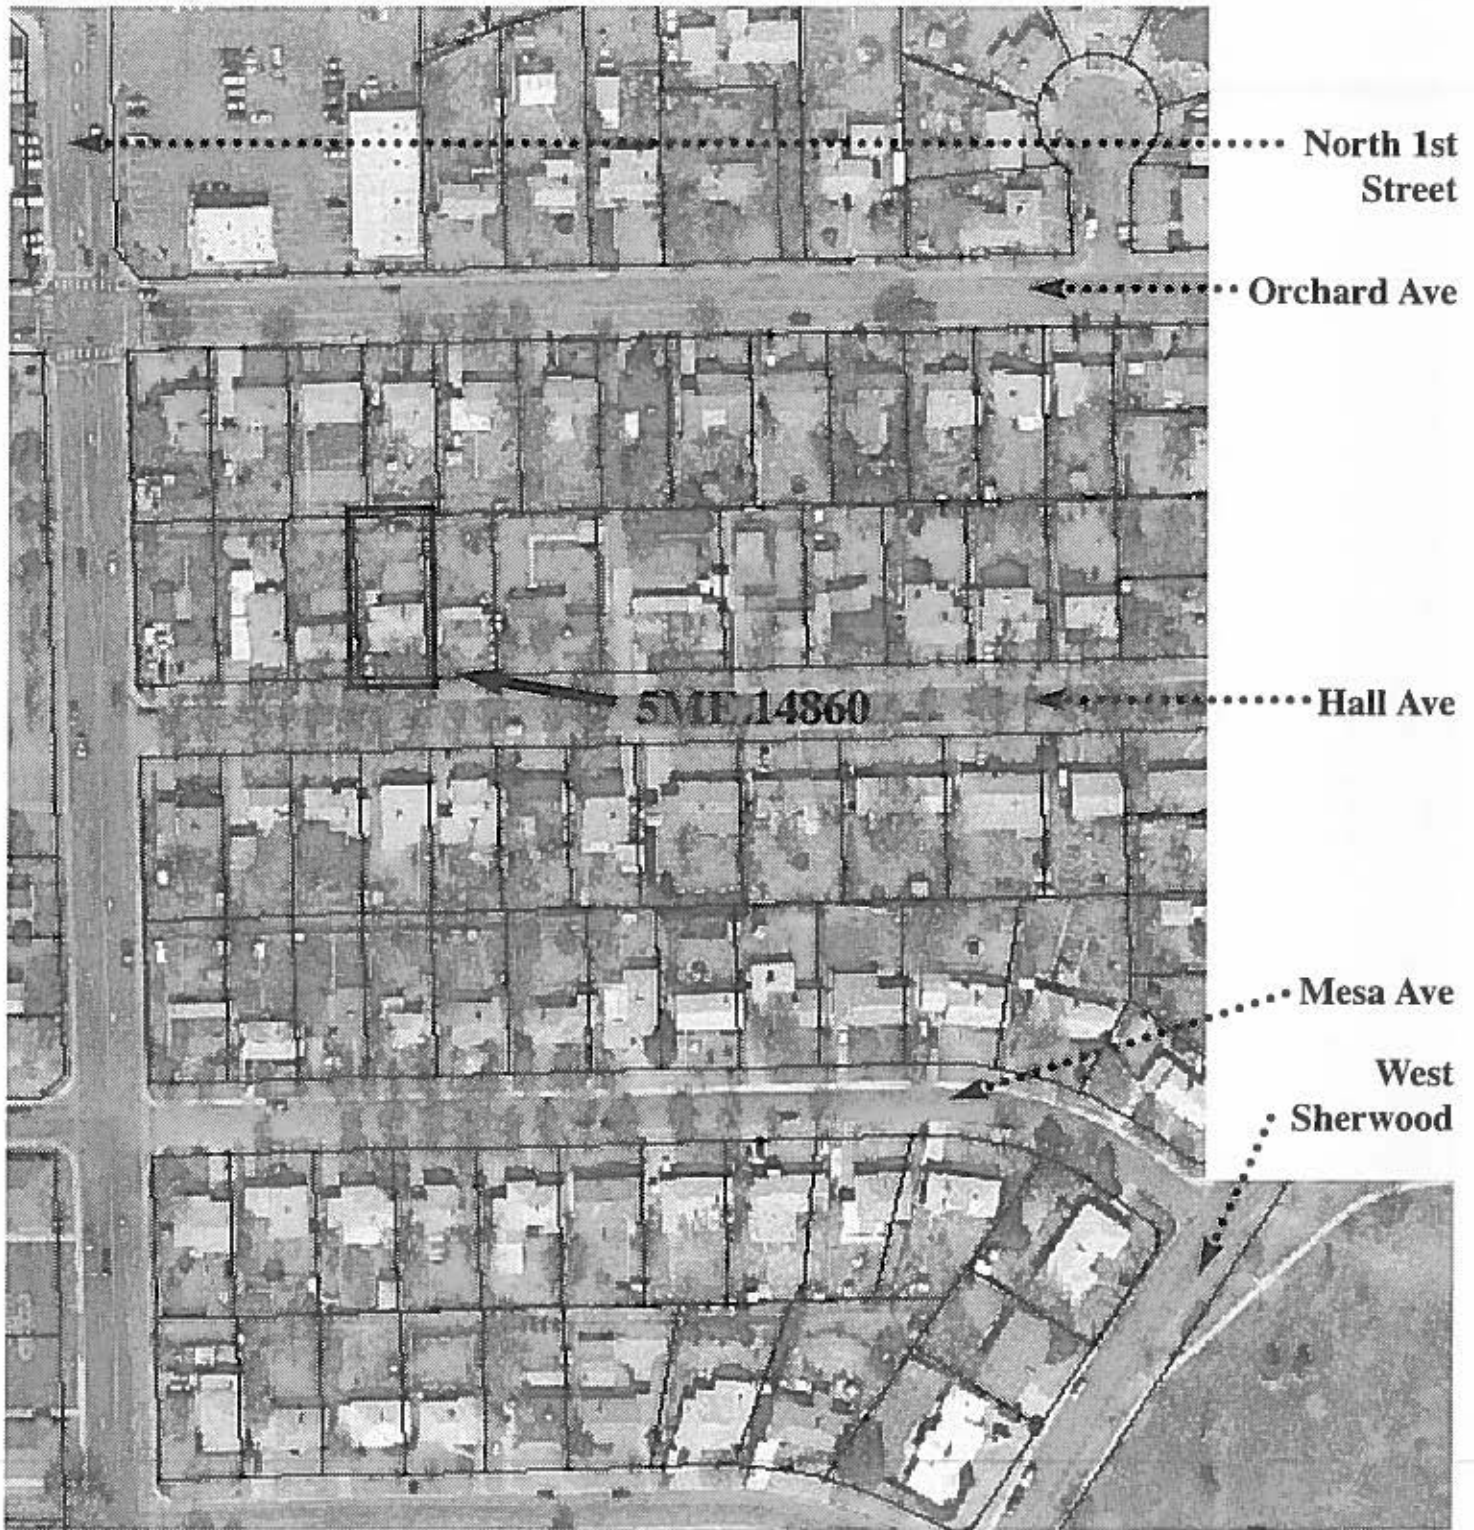 North 1st
Street
Orchard Ave
5ME.14860
Hall Ave
Mesa Ave
West
Sherwood